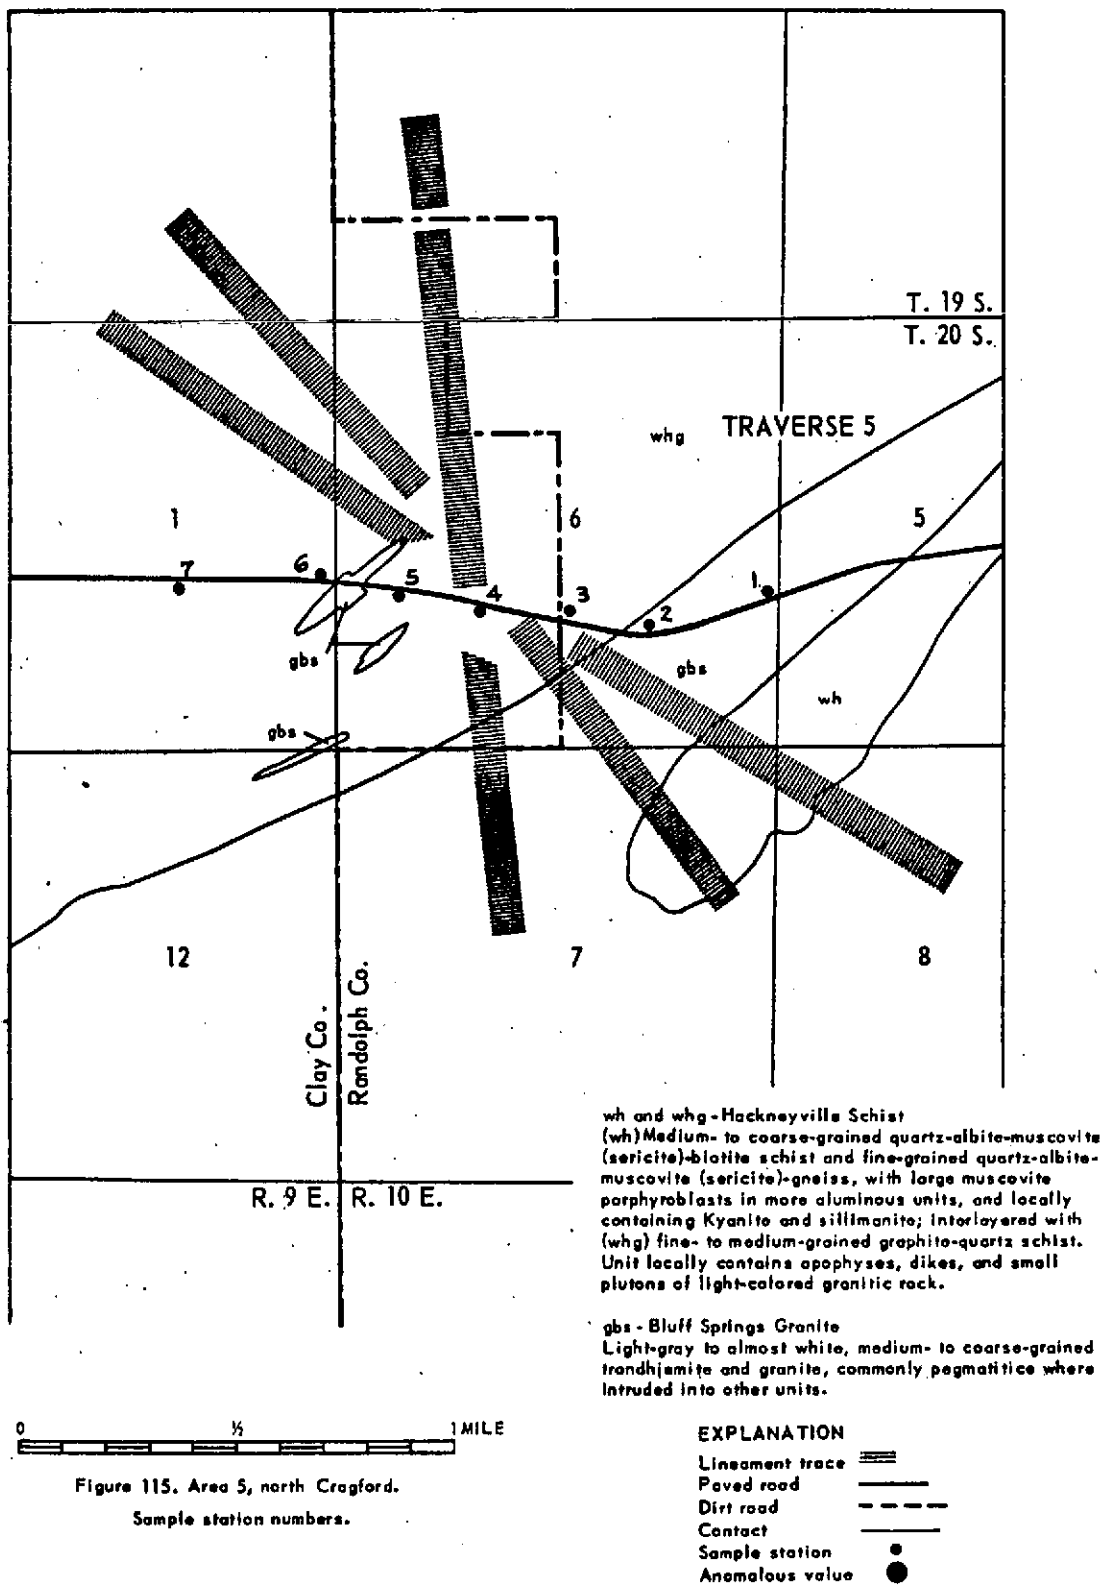 T. 19 S.
T. 20 S.
whg
TRAVERSE 5
1
6
5
7
6
5
4
3
2
1
gbs
gbs
wh
gbs
12
7
8
Clay Co.
Randolph Co.
R. 9 E. R. 10 E.
wh and whg - Hackneyville Schist
(wh) Medium- to coarse-grained quartz-albite-muscovite
(sericite)-biotite schist and fine-grained quartz-albite-
muscovite (sericite)-gneiss, with large muscovite
porphyroblasts in more aluminous units, and locally
containing Kyanite and sillimanite; interlayered with
(whg) fine- to medium-grained graphite-quartz schist.
Unit locally contains apophyses, dikes, and small
plutons of light-colored granitic rock.
gbs - Bluff Springs Granite
Light-gray to almost white, medium- to coarse-grained
trondhjemite and granite, commonly pegmatitice where
intruded into other units.
0 ½ 1 MILE
Figure 115. Area 5, north Cragford.
Sample station numbers.
EXPLANATION
Lineament trace
Paved road
Dirt road
Contact
Sample station
Anomalous value